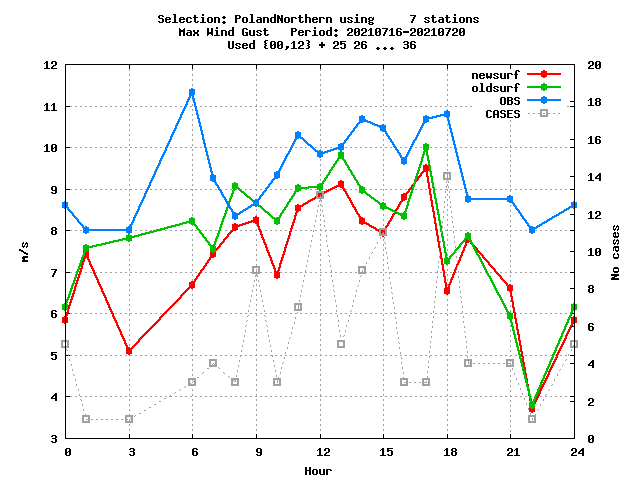 Selection: PolandNorthern using     7 stations
Max Wind Gust   Period: 20210716-20210720
Used {00,12} + 25 26 ... 36
newsurf
oldsurf
OBS
CASES
12
11
10
9
8
7
6
5
4
3
m/s
20
18
16
14
12
10
8
6
4
2
0
No cases
0 3 6 9 12 15 18 21 24
Hour